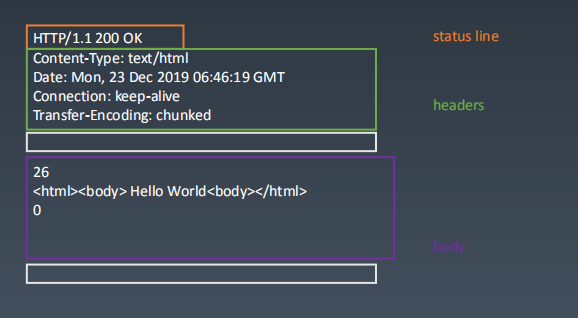 HTTP/1.1 200 OK
status line
Content-Type: text/html
Date: Mon, 23 Dec 2019 06:46:19 GMT
Connection: keep-alive
headers
Transfer-Encoding: chunked
26
<html><body> Hello World<body></html>
0
body